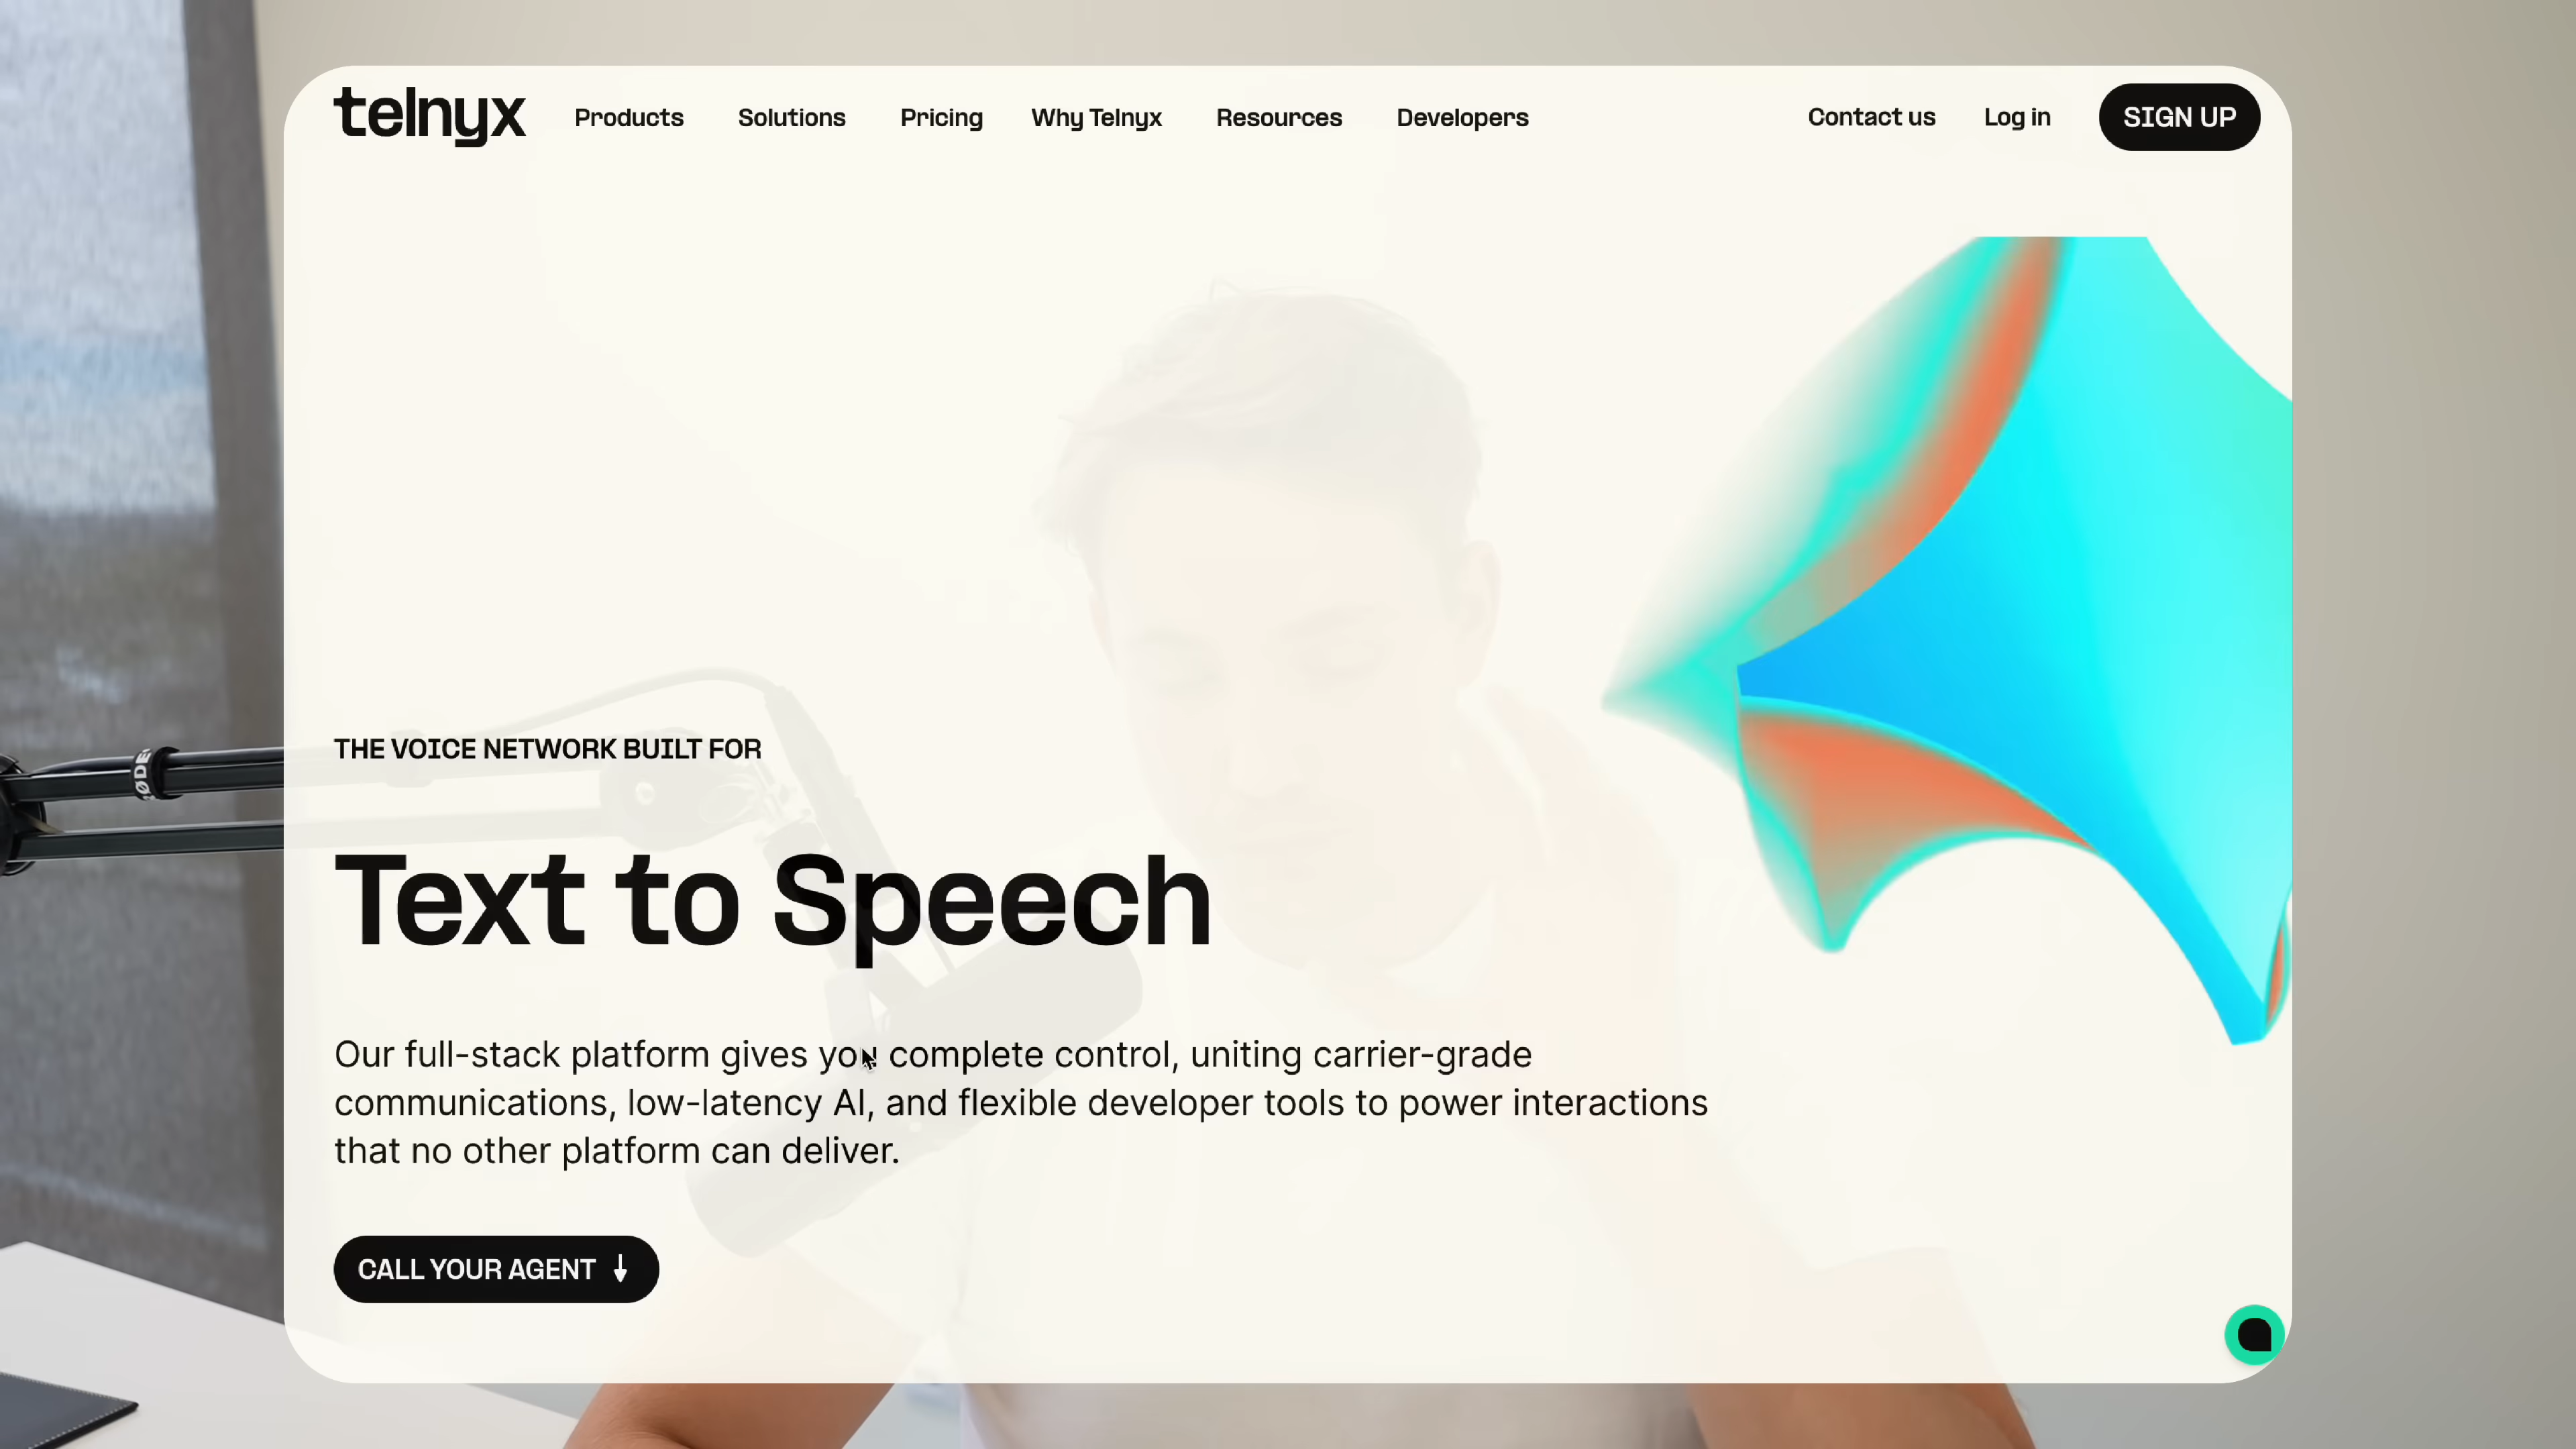 telnyx
Products
Solutions
Pricing
Why Telnyx
Resources
Developers
Contact us
Log in
SIGN UP
THE VOICE NETWORK BUILT FOR
RØDE
Text to Speech
Our full-stack platform gives you complete control, uniting carrier-grade
communications, low-latency AI, and flexible developer tools to power interactions
that no other platform can deliver.
CALL YOUR AGENT